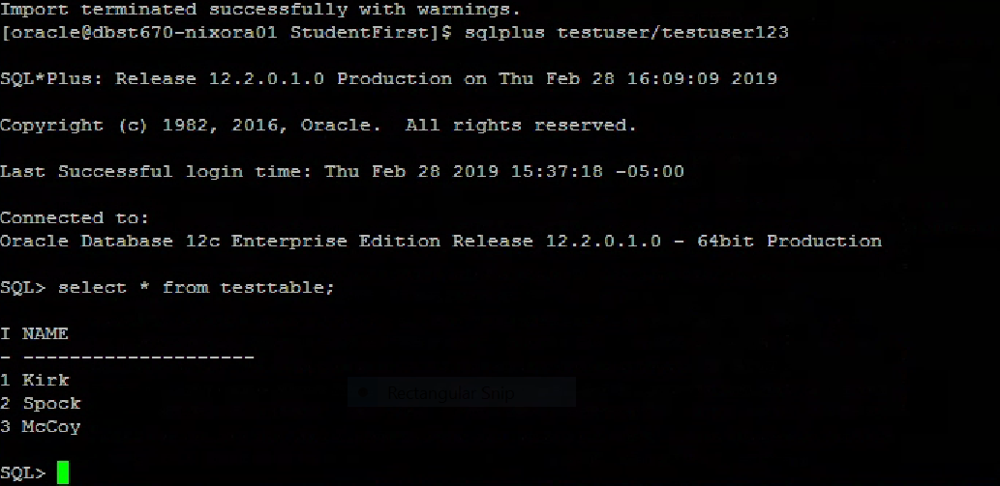 Import terminated successfully with warnings.
[oracle@dbst670-nixora01 StudentFirst]$ sqlplus testuser/testuser123
SQL*Plus: Release 12.2.0.1.0 Production on Thu Feb 28 16:09:09 2019
Copyright (c) 1982, 2016, Oracle.  All rights reserved.
Last Successful login time: Thu Feb 28 2019 15:37:18 -05:00
Connected to:
Oracle Database 12c Enterprise Edition Release 12.2.0.1.0 - 64bit Production
SQL> select * from testtable;
I NAME
- --------------------
1 Kirk
2 Spock
3 McCoy
Rectangular Snip
SQL>